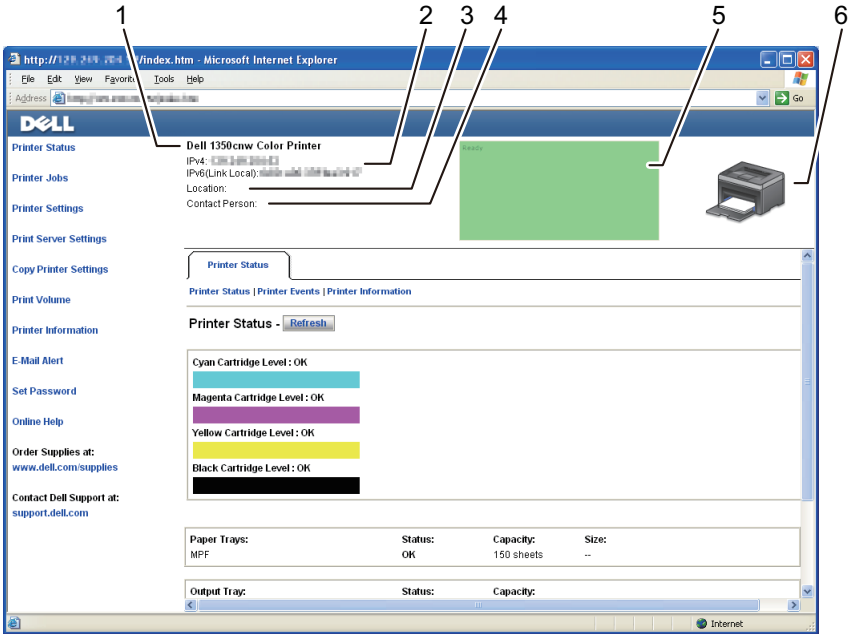 1 2 3 4 5 6
http:// /index.htm - Microsoft Internet Explorer
File Edit View Favorites Tools Help
Address Go
DELL
Printer Status
Printer Jobs
Printer Settings
Print Server Settings
Copy Printer Settings
Print Volume
Printer Information
E-Mail Alert
Set Password
Online Help
Order Supplies at:
www.dell.com/supplies
Contact Dell Support at:
support.dell.com
Dell 1350cnw Color Printer
IPv4:
IPv6(Link Local):
Location:
Contact Person:
Ready
Printer Status
Printer Status | Printer Events | Printer Information
Printer Status - Refresh
Cyan Cartridge Level : OK
Magenta Cartridge Level : OK
Yellow Cartridge Level : OK
Black Cartridge Level : OK
Paper Trays: Status: Capacity: Size:
MPF OK 150 sheets --
Output Tray: Status: Capacity:
Internet